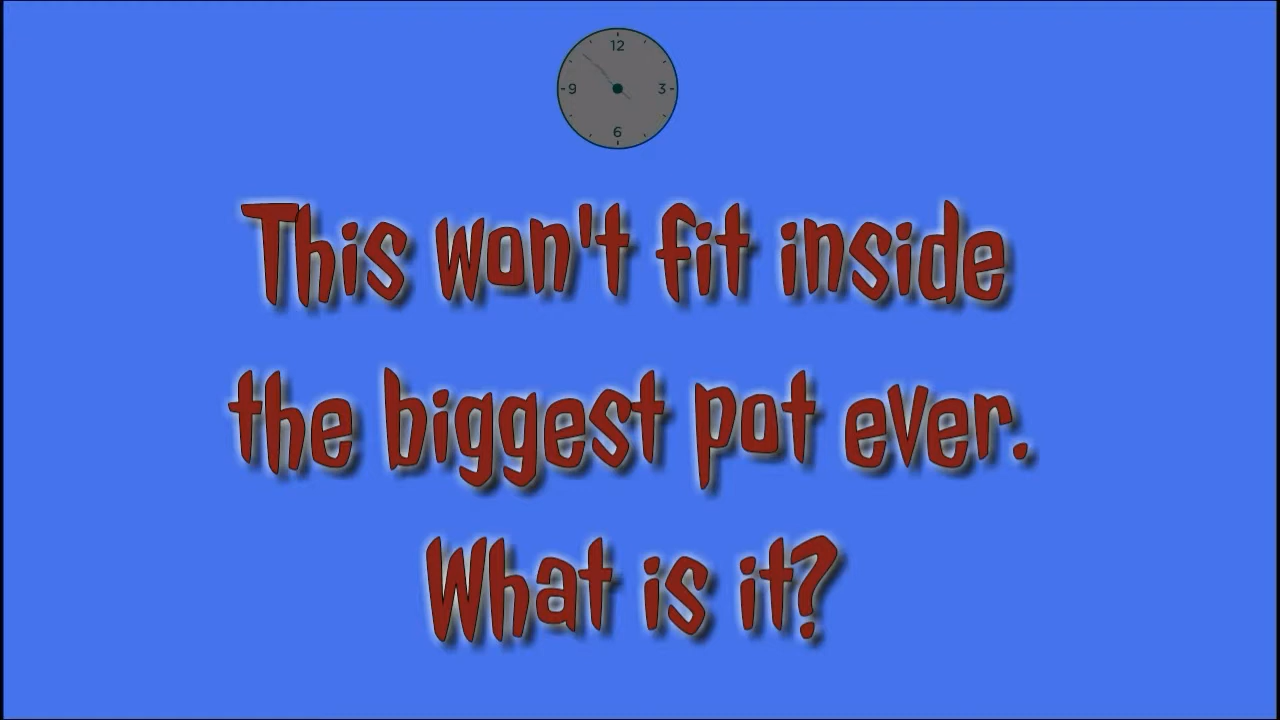 12
9 3
6
This won't fit inside
the biggest pot ever.
What is it?